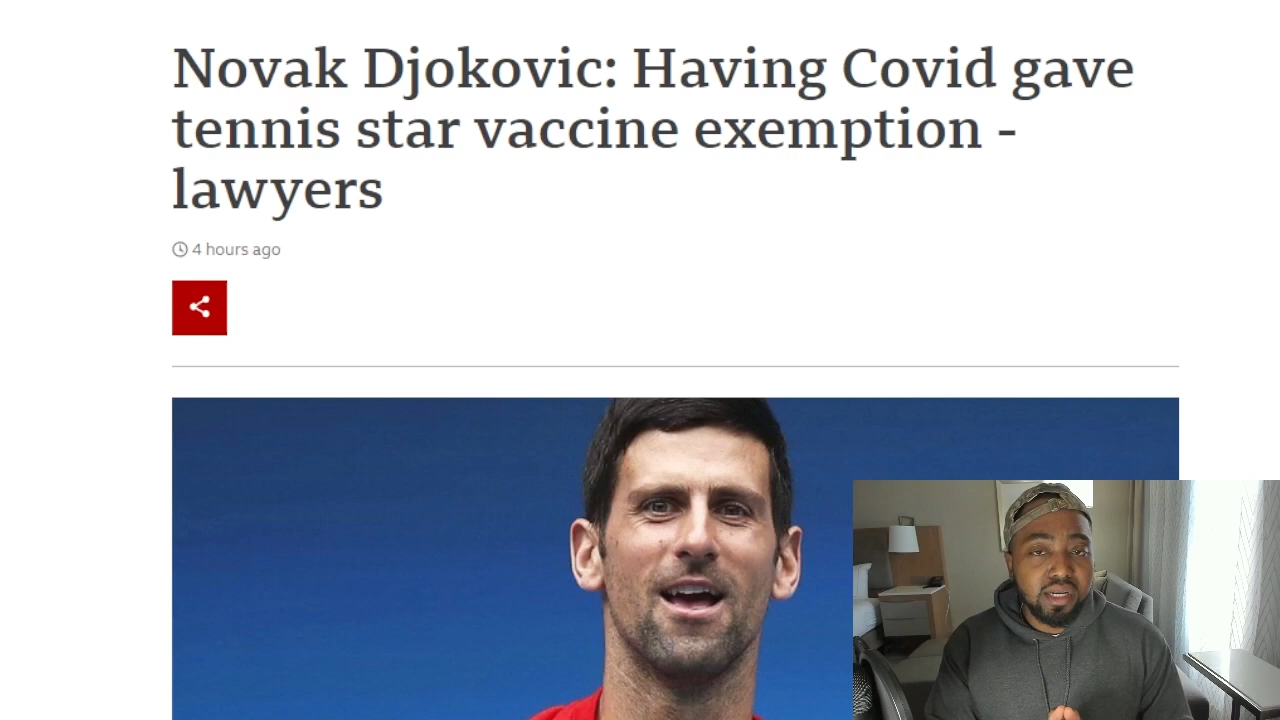 Novak Djokovic: Having Covid gave
tennis star vaccine exemption -
lawyers
4 hours ago